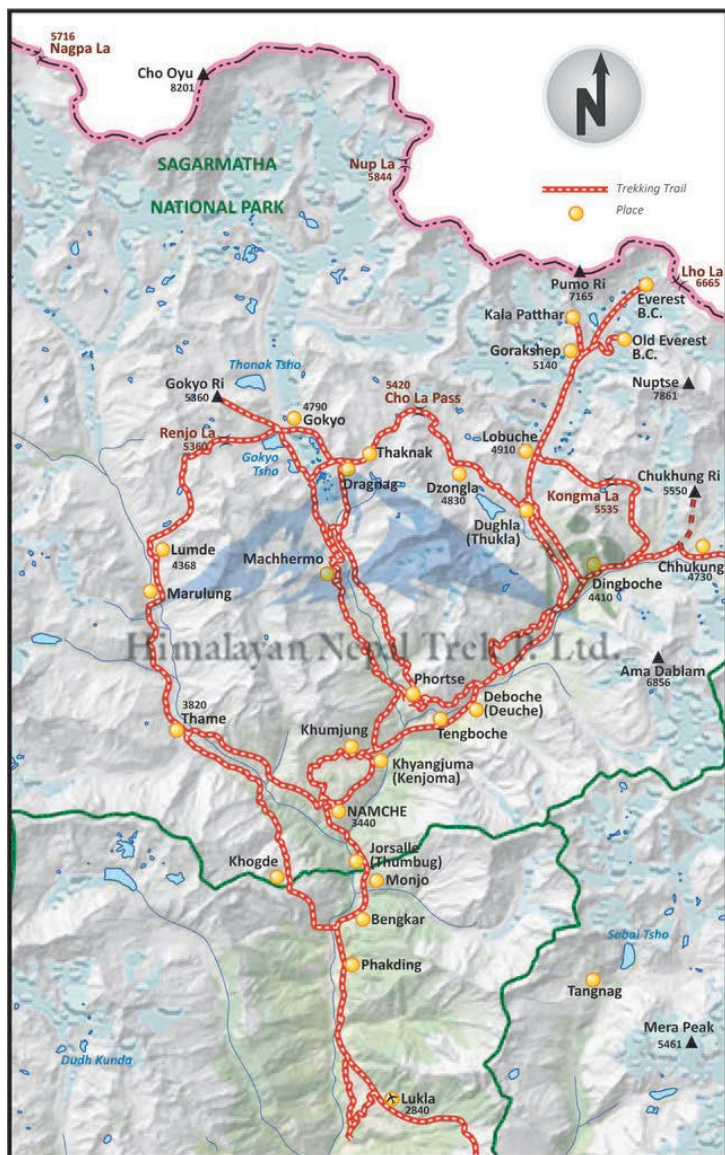 5716
Nagpa La
Cho Oyu
8201
N
SAGARMATHA
NATIONAL PARK
Nup La
5844
Trekking Trail
Place
Pumo Ri
7165
Lho La
6665
Everest
B.C.
Kala Patthar
Old Everest
B.C.
Gorakshep
5140
Thonak Tsho
Nuptse
7861
Gokyo Ri
5360
5420
Cho La Pass
4790
Gokyo
Renjo La
5360
Gokyo
Tsho
Thaknak
Lobuche
4910
Dragnag
Dzongla
4830
Kongma La
5535
Chukhung Ri
5550
Dughla
(Thukla)
Lumde
4368
Machhermo
Chhukung
4730
Dingboche
4410
Marulung
Himalayan Nepal Trek P. Ltd.
Ama Dablam
6856
Phortse
Deboche
(Deuche)
3820
Thame
Tengboche
Khumjung
Khyangjuma
(Kenjoma)
NAMCHE
3440
Jorsalle
(Thumbug)
Khogde
Monjo
Bengkar
Sabai Tsho
Phakding
Tangnag
Mera Peak
5461
Dudh Kunda
Lukla
2840